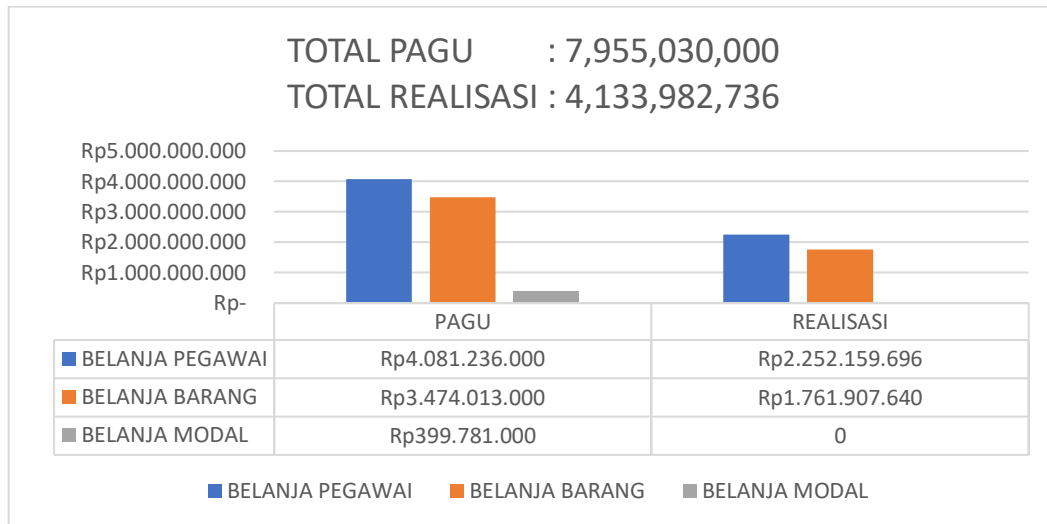 TOTAL PAGU : 7,955,030,000
TOTAL REALISASI : 4,133,982,736
Rp5.000.000.000
Rp4.000.000.000
Rp3.000.000.000
Rp2.000.000.000
Rp1.000.000.000
Rp-
PAGU REALISASI
BELANJA PEGAWAI Rp4.081.236.000 Rp2.252.159.696
BELANJA BARANG Rp3.474.013.000 Rp1.761.907.640
BELANJA MODAL Rp399.781.000 0
BELANJA PEGAWAI BELANJA BARANG BELANJA MODAL